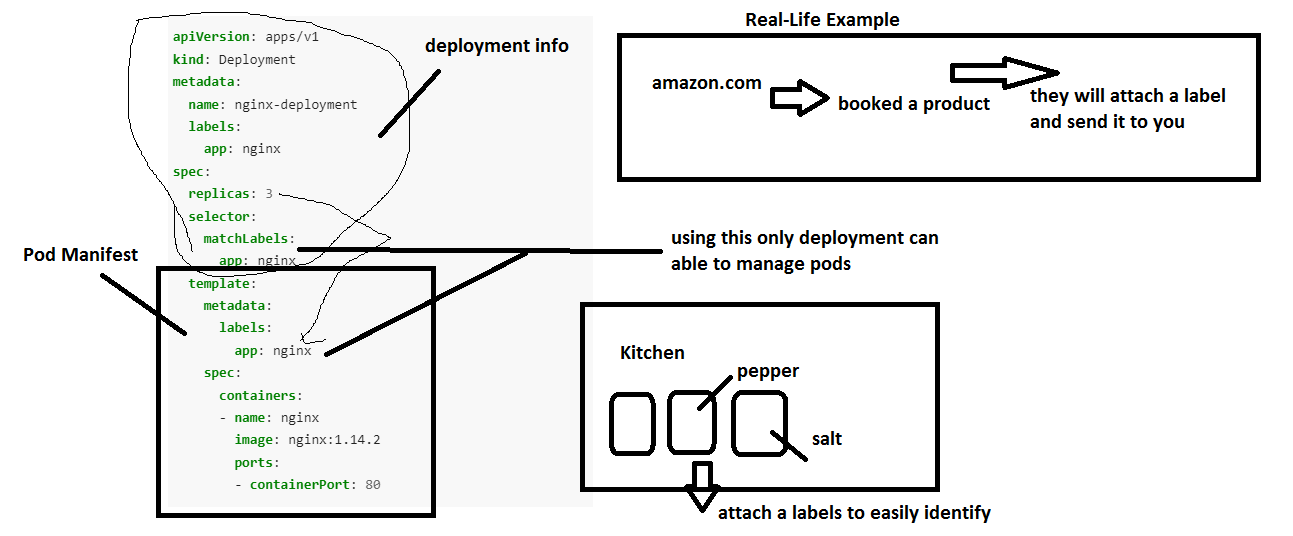 apiVersion: apps/v1
kind: Deployment
metadata:
  name: nginx-deployment
  labels:
    app: nginx
spec:
  replicas: 3
  selector:
    matchLabels:
      app: nginx
  template:
    metadata:
      labels:
        app: nginx
    spec:
      containers:
      - name: nginx
        image: nginx:1.14.2
        ports:
        - containerPort: 80
deployment info
Pod Manifest
using this only deployment can
able to manage pods
Real-Life Example
amazon.com
booked a product
they will attach a label
and send it to you
Kitchen
pepper
salt
attach a labels to easily identify